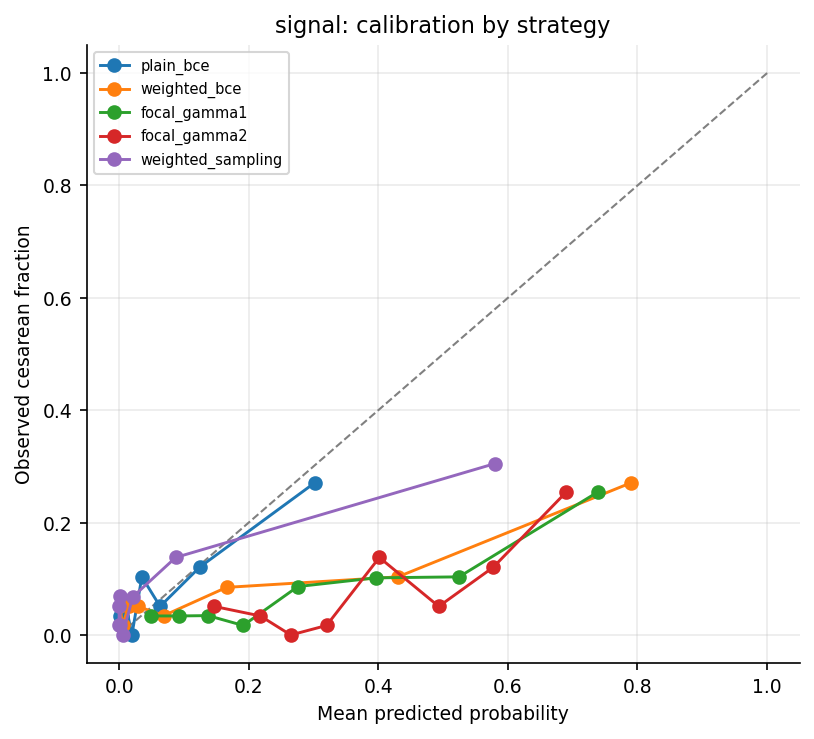 signal: calibration by strategy
plain_bce
weighted_bce
focal_gamma1
focal_gamma2
weighted_sampling
Observed cesarean fraction
1.0
0.8
0.6
0.4
0.2
0.0
0.0 0.2 0.4 0.6 0.8 1.0
Mean predicted probability